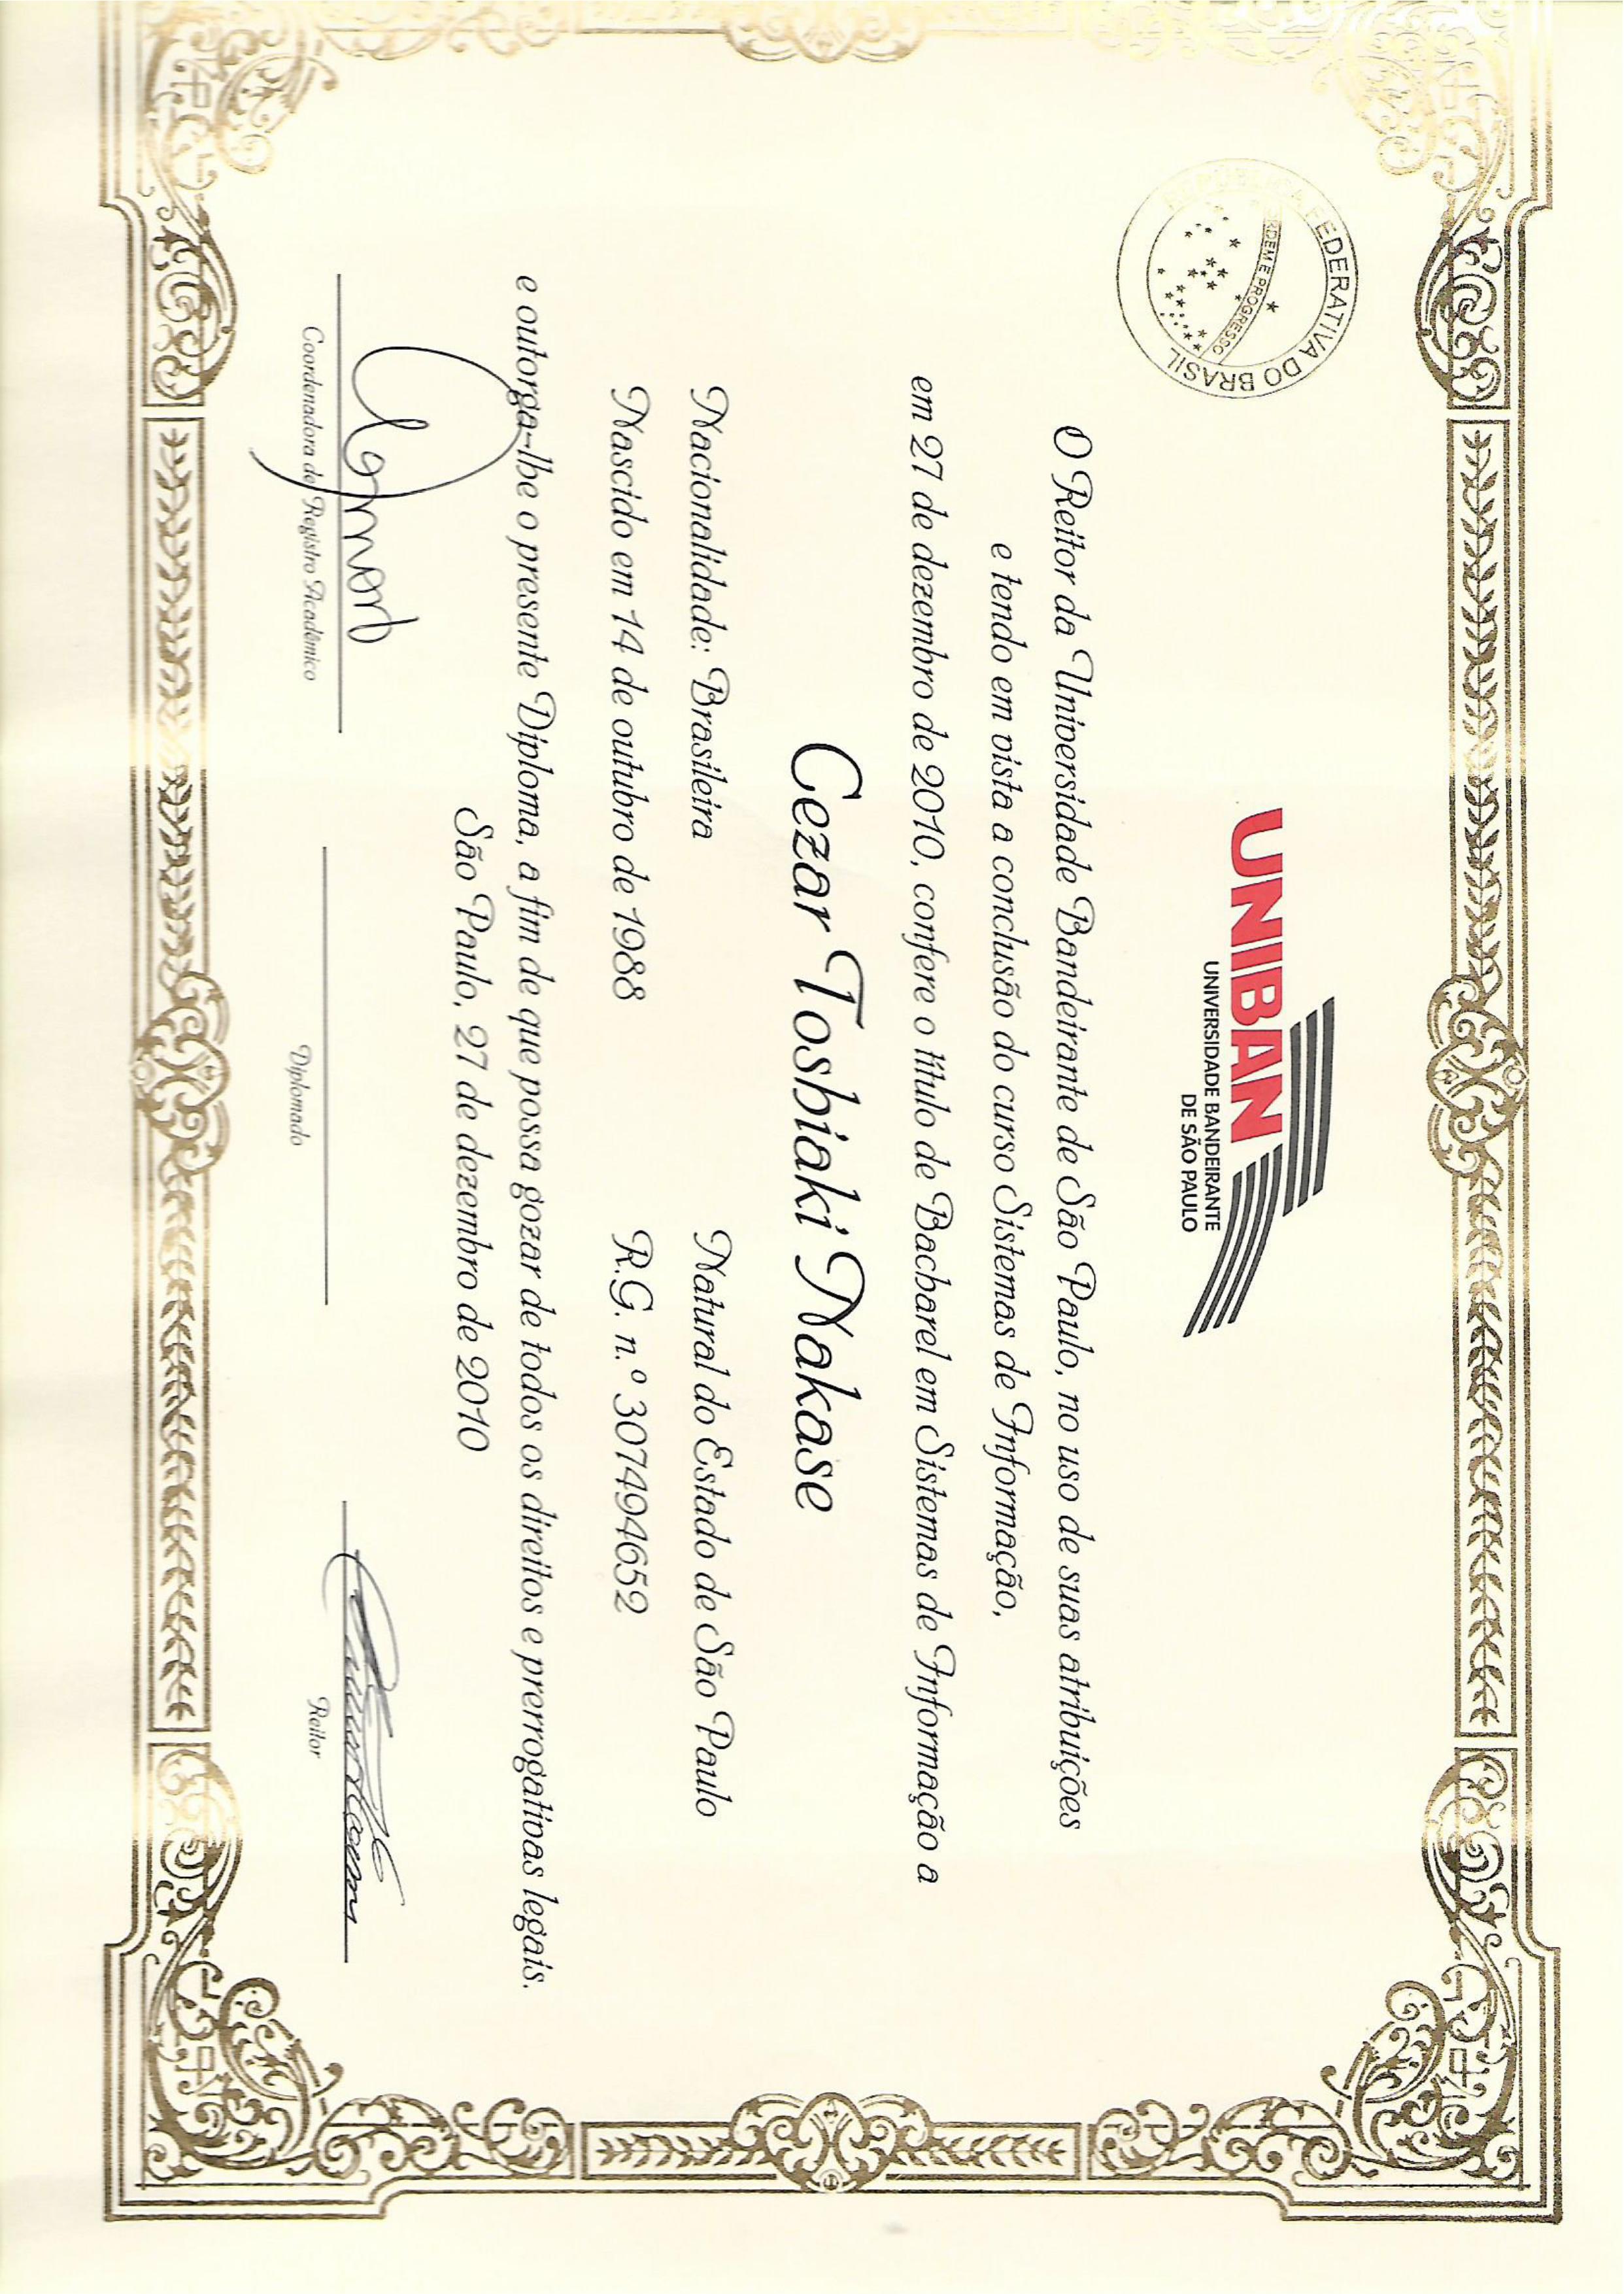 REPÚBLICA FEDERATIVA DO BRASIL
ORDEM E PROGRESSO
UNIBAN
UNIVERSIDADE BANDEIRANTE
DE SÃO PAULO
O Reitor da Universidade Bandeirante de São Paulo, no uso de suas atribuições
e tendo em vista a conclusão do curso Sistemas de Informação,
em 27 de dezembro de 2010, confere o título de Bacharel em Sistemas de Informação a
Cezar Toshiaki Nakase
Nacionalidade: Brasileira Natural do Estado de São Paulo
Nascido em 14 de outubro de 1988 R.G. n.º 307494652
e outorga-lhe o presente Diploma, a fim de que possa gozar de todos os direitos e prerrogativas legais.
São Paulo, 27 de dezembro de 2010
Coordenadora de Registro Acadêmico Diplomado Reitor